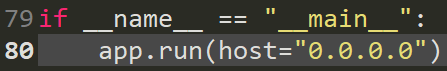 79 if __name__ == "__main__":
80     app.run(host="0.0.0.0")